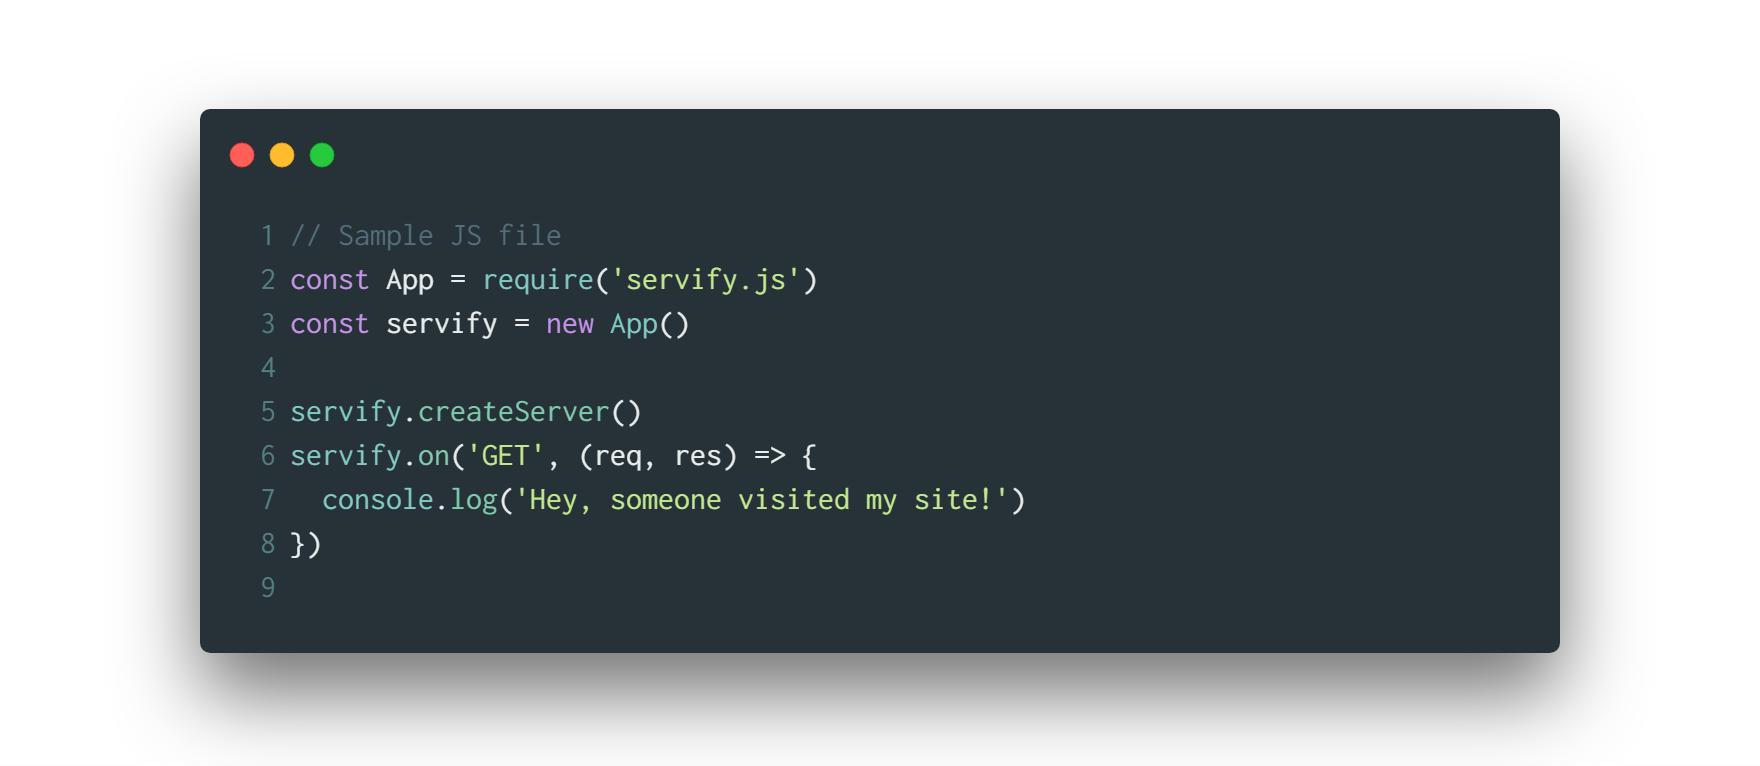 1 // Sample JS file
2 const App = require('servify.js')
3 const servify = new App()
4
5 servify.createServer()
6 servify.on('GET', (req, res) => {
7   console.log('Hey, someone visited my site!')
8 })
9